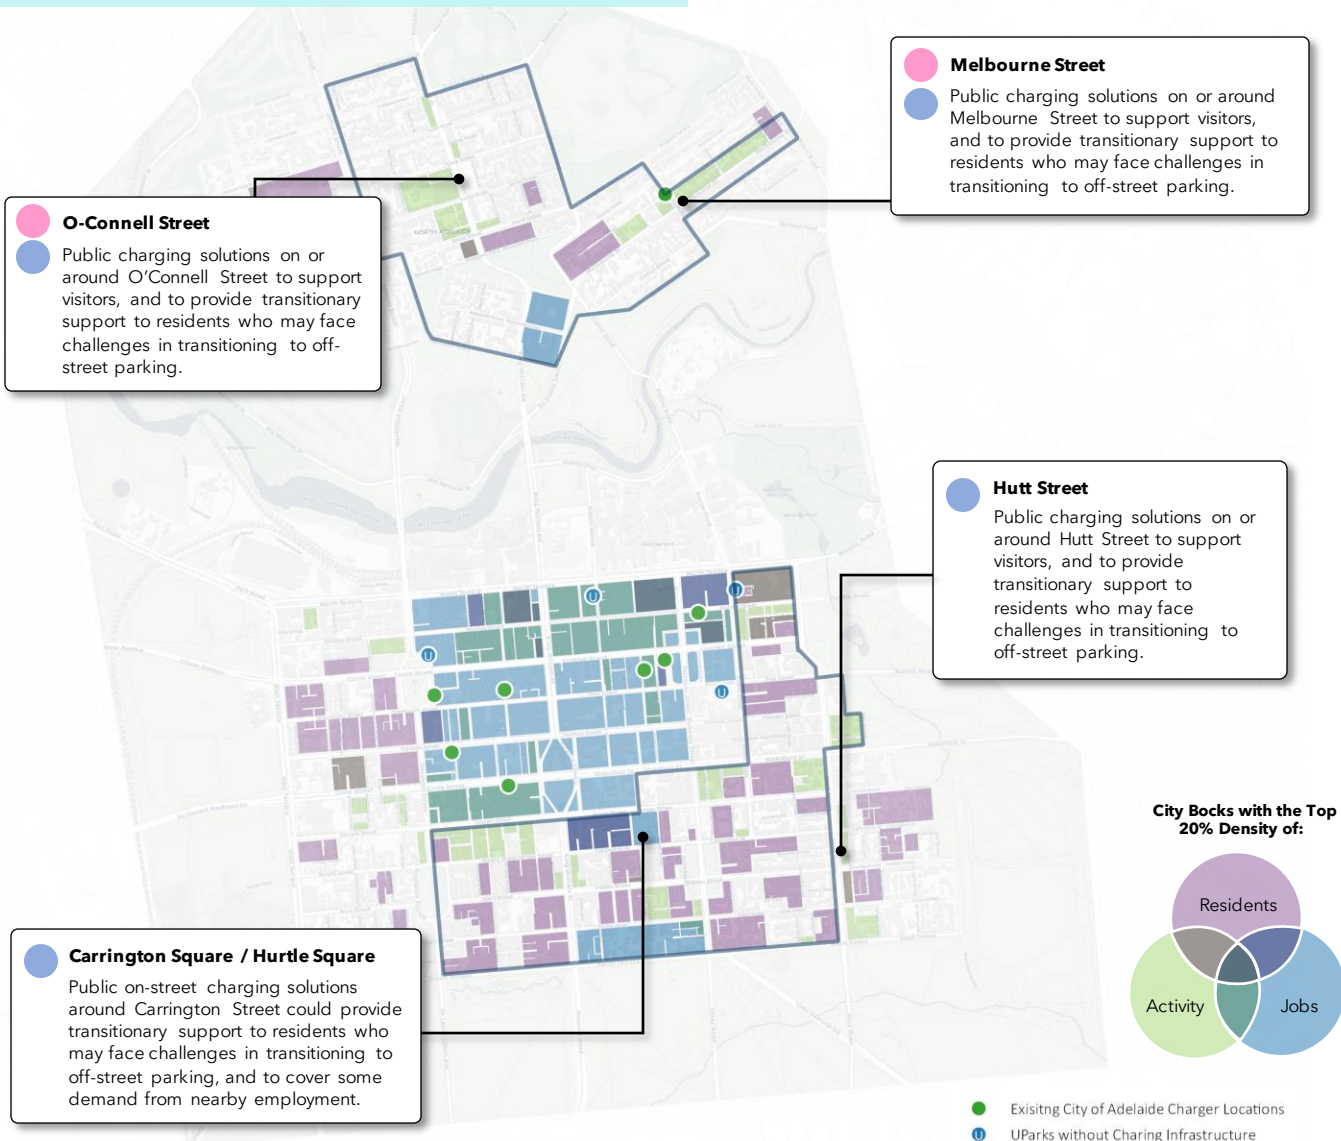 Melbourne Street
Public charging solutions on or around
Melbourne Street to support visitors,
and to provide transitionary support to
residents who may face challenges in
transitioning to off-street parking.
O-Connell Street
Public charging solutions on or
around O'Connell Street to support
visitors, and to provide transitionary
support to residents who may face
challenges in transitioning to off-
street parking.
NORTH ADELAIDE
Hutt Street
Public charging solutions on or
around Hutt Street to support
visitors, and to provide
transitionary support to
residents who may face
challenges in transitioning to
off-street parking.
U
U
U
U
Carrington Square / Hurtle Square
Public on-street charging solutions
around Carrington Street could provide
transitionary support to residents who
may face challenges in transitioning to
off-street parking, and to cover some
demand from nearby employment.
City Bocks with the Top
20% Density of:
Residents
Activity
Jobs
Exisitng City of Adelaide Charger Locations
U UParks without Charing Infrastructure